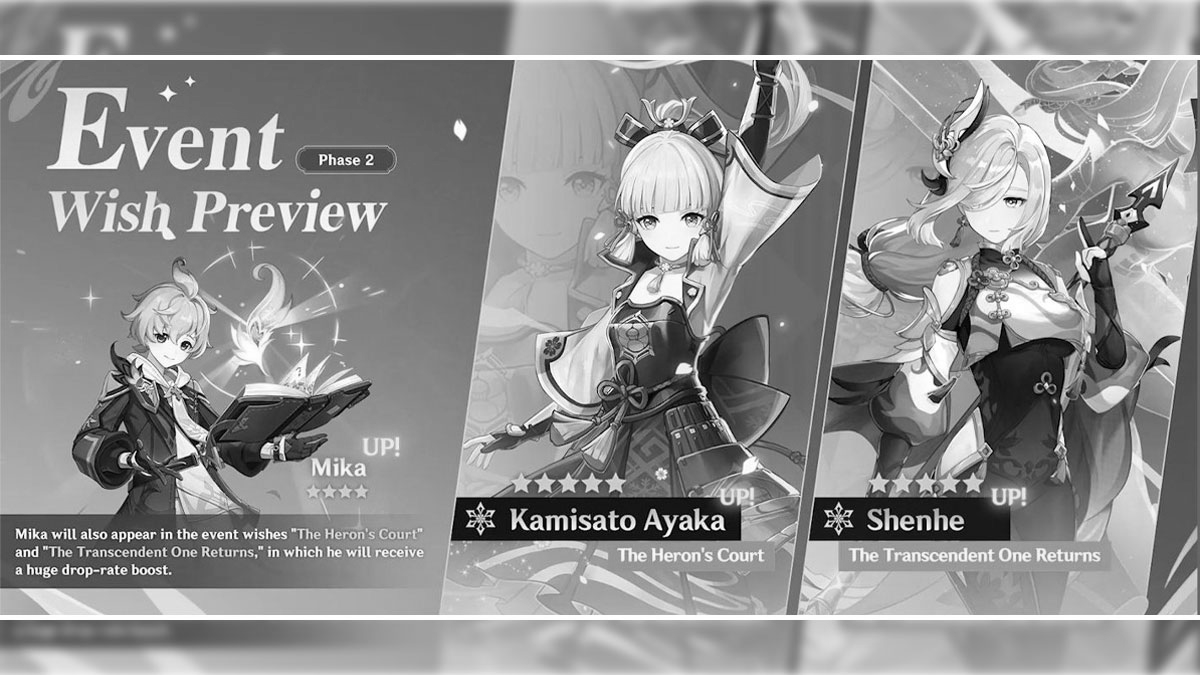 Event
Phase 2
Wish Preview
UP!
Mika
Mika will also appear in the event wishes "The Heron's Court"
and "The Transcendent One Returns," in which he will receive
a huge drop-rate boost.
UP!
Kamisato Ayaka
The Heron's Court
UP!
Shenhe
The Transcendent One Returns